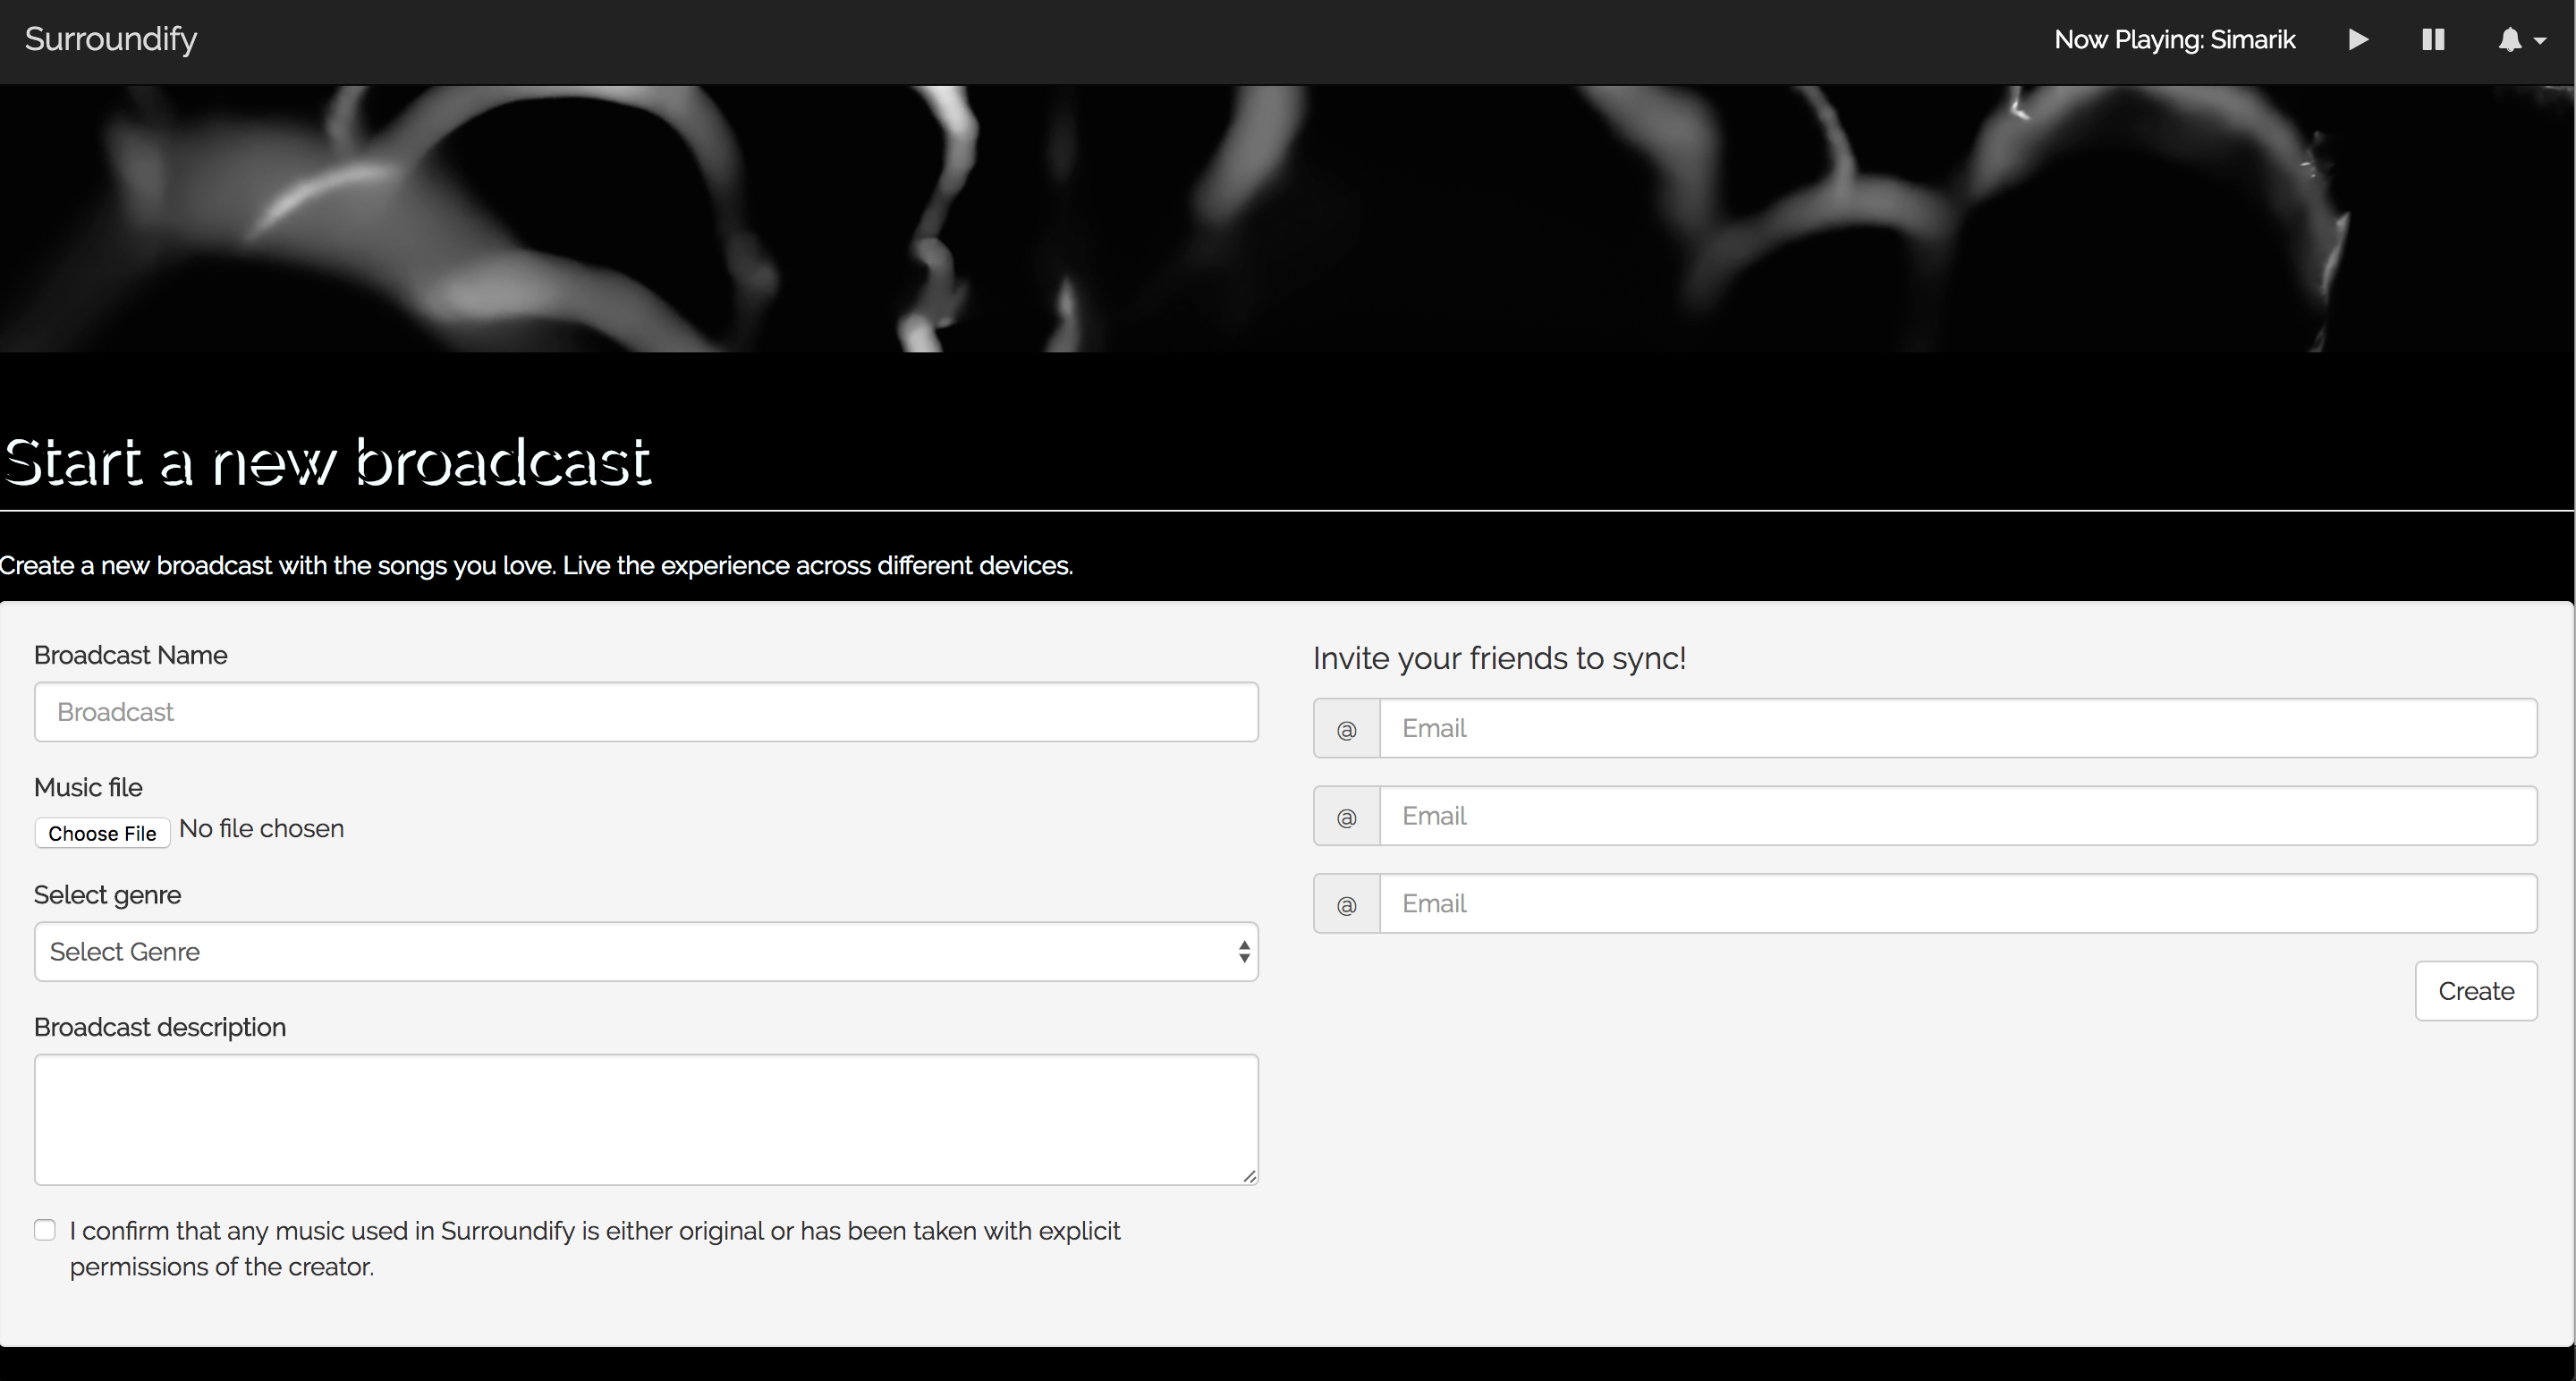 Surroundify
Now Playing: Simarik
Start a new broadcast
Create a new broadcast with the songs you love. Live the experience across different devices.
Broadcast Name
Broadcast
Music file
Choose File No file chosen
Select genre
Select Genre
Broadcast description
I confirm that any music used in Surroundify is either original or has been taken with explicit
permissions of the creator.
Invite your friends to sync!
@ Email
@ Email
@ Email
Create